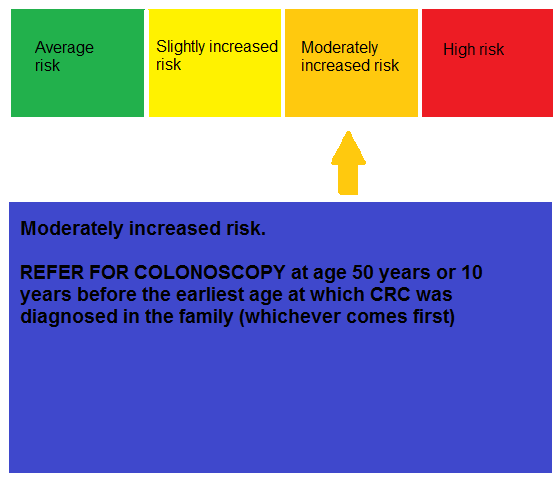 Average
risk
Slightly increased
risk
Moderately
increased risk
High risk
Moderately increased risk.
REFER FOR COLONOSCOPY at age 50 years or 10
years before the earliest age at which CRC was
diagnosed in the family (whichever comes first)